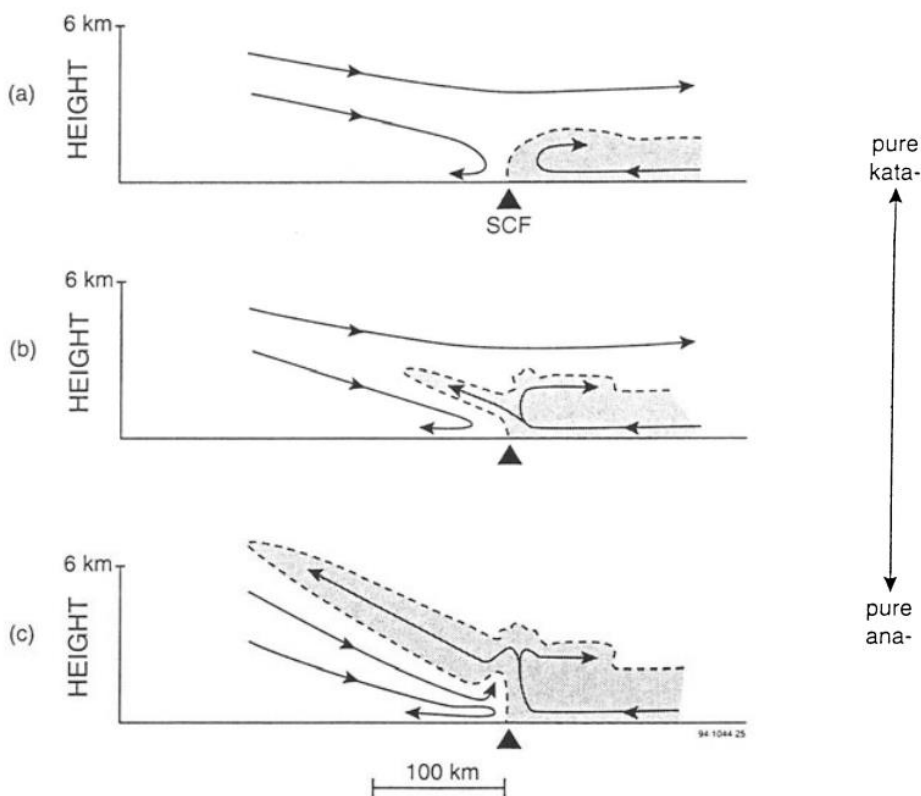 6 km
(a)
HEIGHT
SCF
pure
kata-
6 km
(b)
HEIGHT
6 km
(c)
HEIGHT
pure
ana-
94 1044 25
100 km